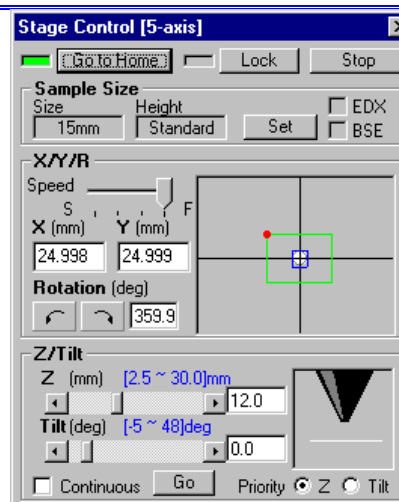 Stage Control [5-axis]
Go to Home Lock Stop
Sample Size
Size Height EDX
15mm Standard Set BSE
X/Y/R
Speed
S F
X (mm) Y (mm)
24.998 24.999
Rotation (deg)
359.9
Z/Tilt
Z (mm) [2.5 ~ 30.0]mm
12.0
Tilt (deg) [-5 ~ 48]deg
0.0
Continuous Go Priority Z Tilt